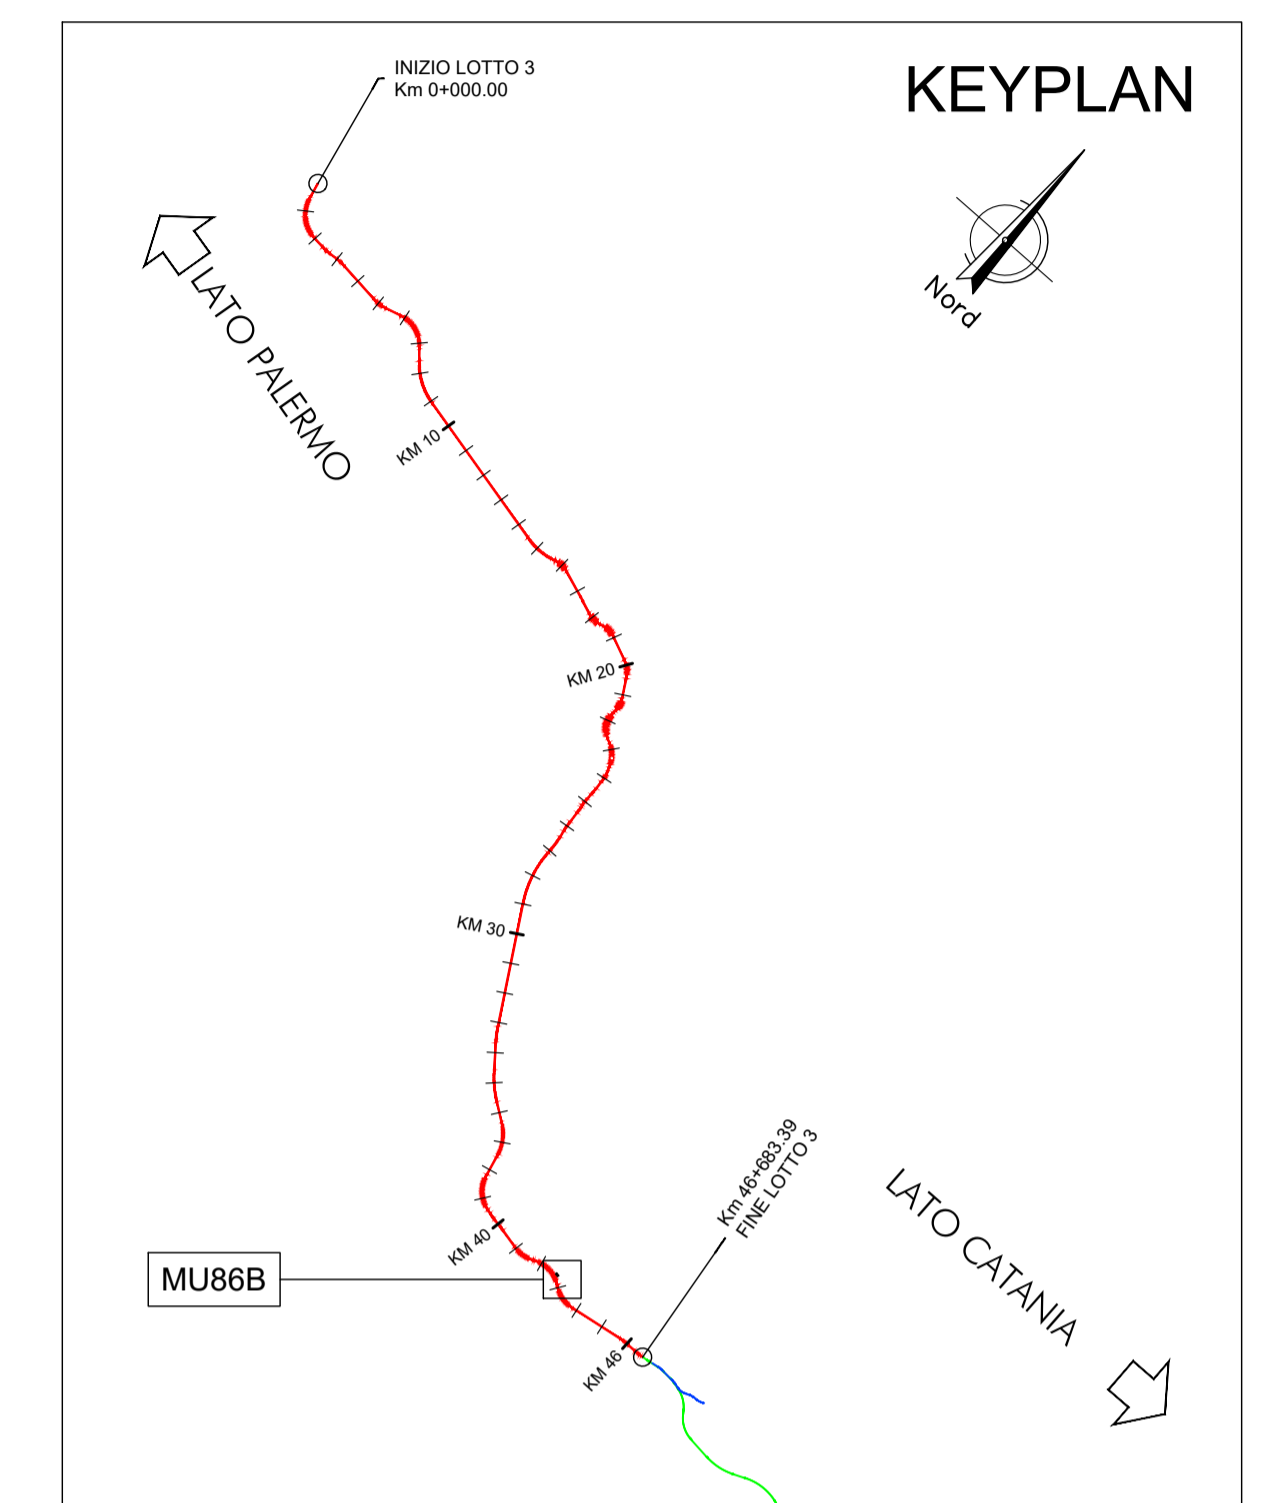 INIZIO LOTTO 3
Km 0+000.00
KEYPLAN
Nord
LATO PALERMO
KM 10
KM 20
KM 30
Km 46+683.39
FINE LOTTO 3
LATO CATANIA
KM 40
MU86B
KM 46